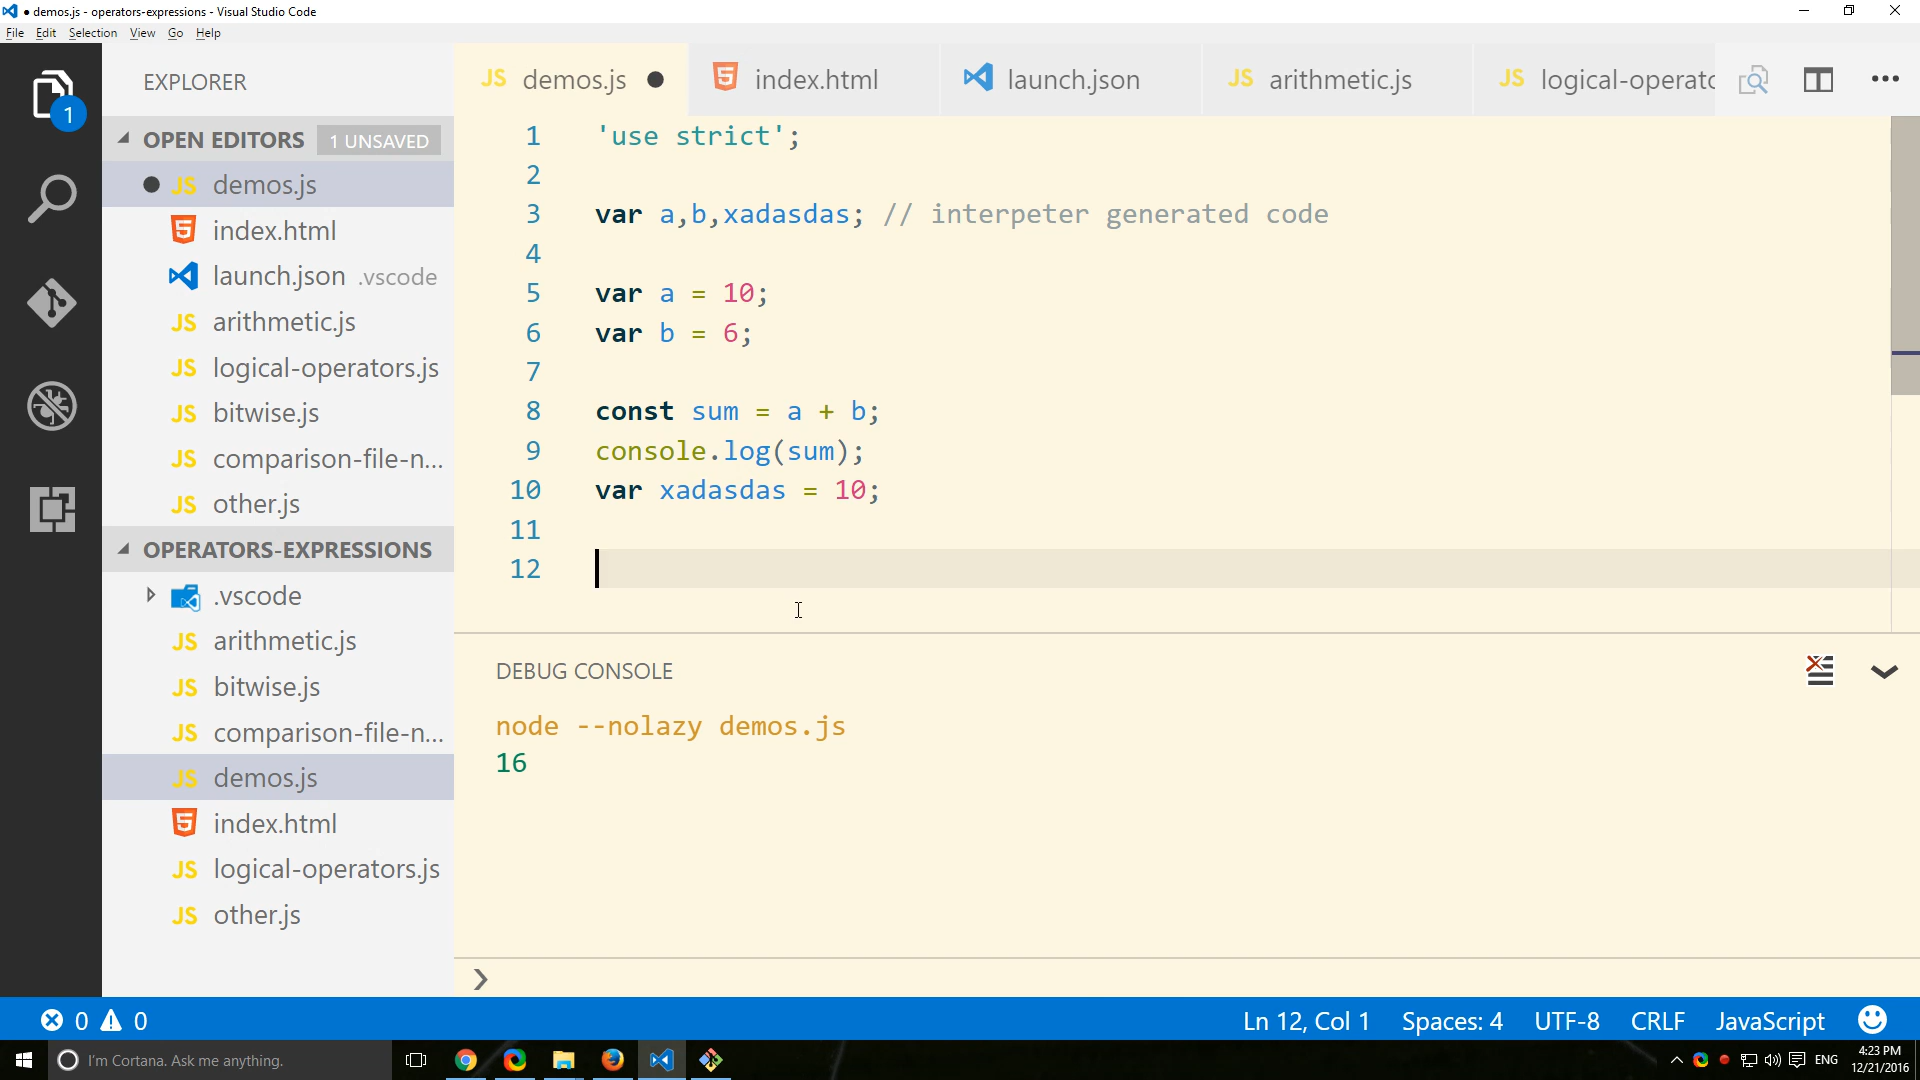 demos.js - operators-expressions - Visual Studio Code
File Edit Selection View Go Help
1
EXPLORER
OPEN EDITORS 1 UNSAVED
JS demos.js
index.html
launch.json .vscode
JS arithmetic.js
JS logical-operators.js
JS bitwise.js
JS comparison-file-n...
JS other.js
OPERATORS-EXPRESSIONS
.vscode
JS arithmetic.js
JS bitwise.js
JS comparison-file-n...
JS demos.js
index.html
JS logical-operators.js
JS other.js
JS demos.js index.html launch.json JS arithmetic.js JS logical-operato
1 'use strict';
2
3 var a,b,xadasdas; // interpeter generated code
4
5 var a = 10;
6 var b = 6;
7
8 const sum = a + b;
9 console.log(sum);
10 var xadasdas = 10;
11
12
DEBUG CONSOLE
node --nolazy demos.js
16
0 0 Ln 12, Col 1 Spaces: 4 UTF-8 CRLF JavaScript
I'm Cortana. Ask me anything. ENG 4:23 PM
12/21/2016